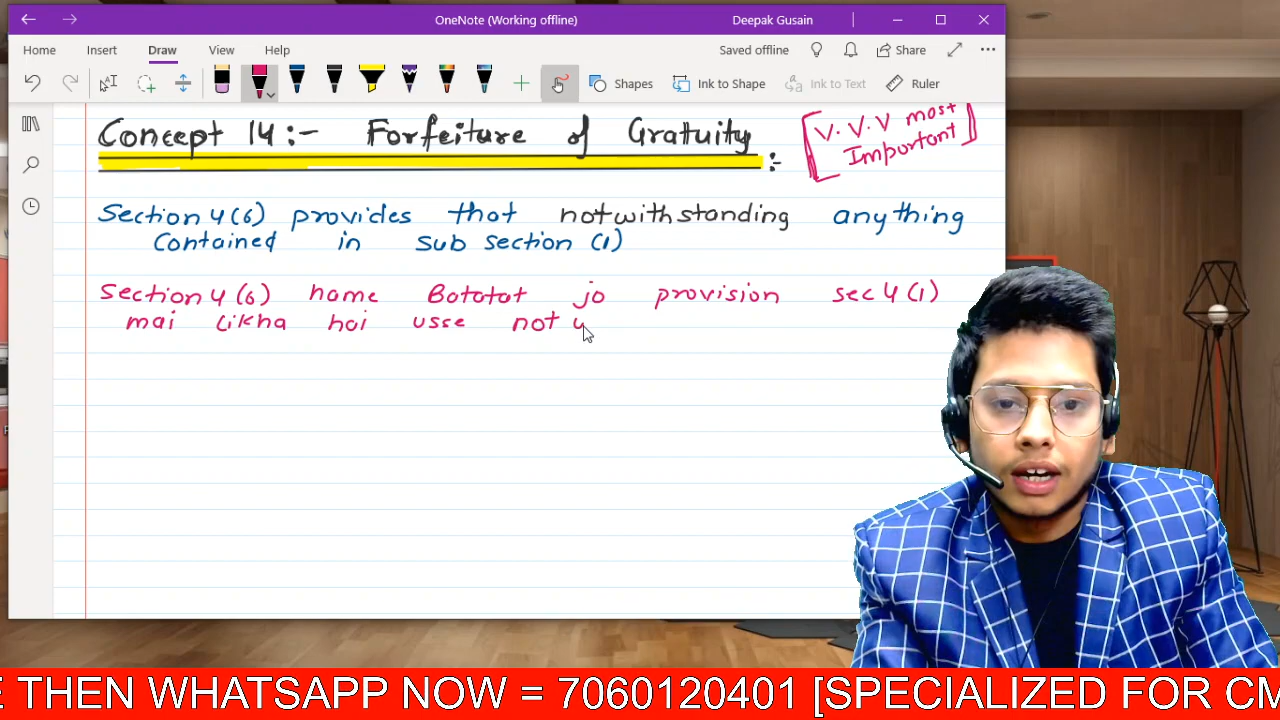 OneNote (Working offline)
Deepak Gusain
Home Insert Draw View Help
Saved offline
Share
Shapes
Ink to Shape
Ink to Text
Ruler
Concept 14:- Forfeiture of Gratuity :-
V. V. V most
Important
Section 4(6) provides that notwithstanding anything
Contained in sub section (1)
Section 4(6) hame Batatat jo provision sec 4(1)
mai likha hai usse not
E THEN WHATSAPP NOW = 7060120401 [SPECIALIZED FOR CM